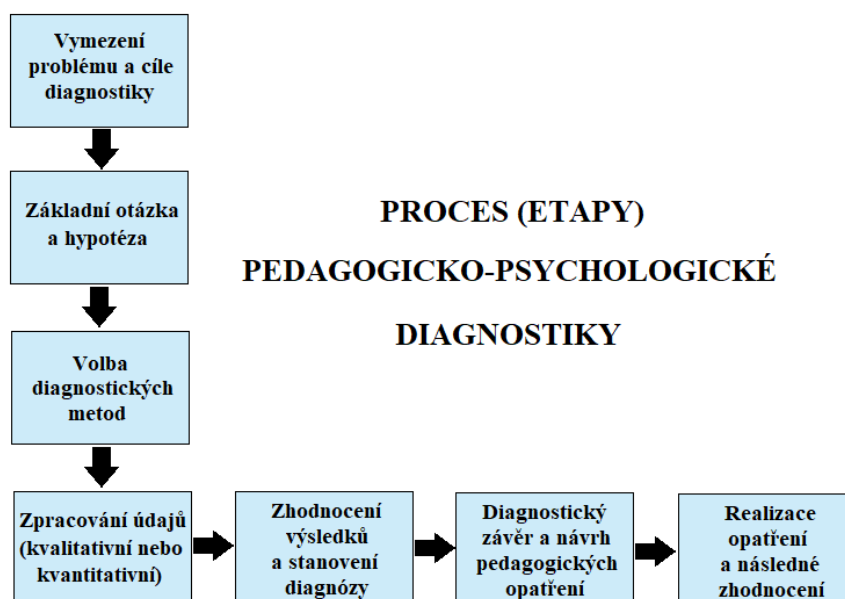 Vymezení
problému a cíle
diagnostiky
Základní otázka
a hypotéza
PROCES (ETAPY)
PEDAGOGICKO-PSYCHOLOGICKÉ
DIAGNOSTIKY
Volba
diagnostických
metod
Zpracování údajů
(kvalitativní nebo
kvantitativní)
Zhodnocení
výsledků
a stanovení
diagnózy
Diagnostický
závěr a návrh
pedagogických
opatření
Realizace
opatření
a následné
zhodnocení